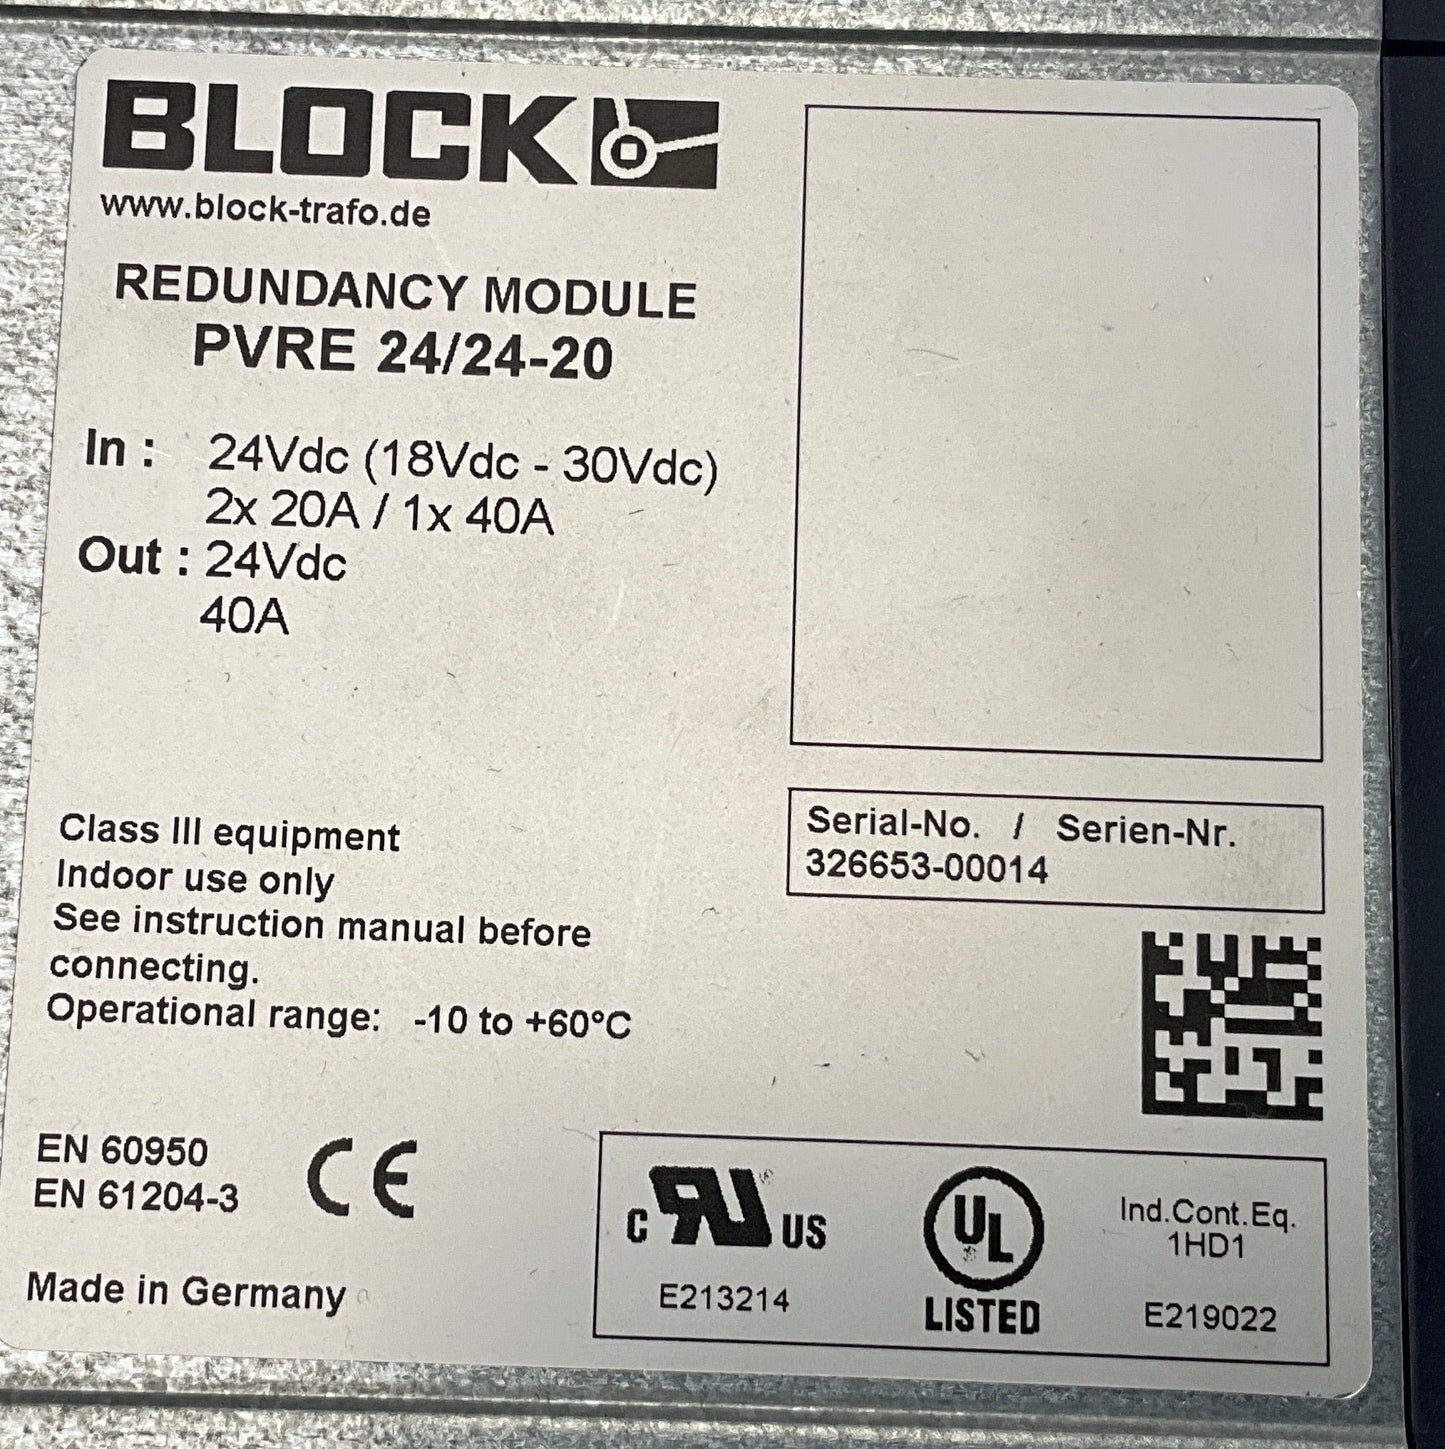 BLOCK
www.block-trafo.de
REDUNDANCY MODULE
PVRE 24/24-20
In : 24Vdc (18Vdc - 30Vdc)
2x 20A / 1x 40A
Out : 24Vdc
40A
Class III equipment
Indoor use only
See instruction manual before
connecting.
Operational range: -10 to +60°C
EN 60950
EN 61204-3
CE
Made in Germany
Serial-No. / Serien-Nr.
326653-00014
c RU US
E213214
UL
LISTED
Ind.Cont.Eq.
1HD1
E219022